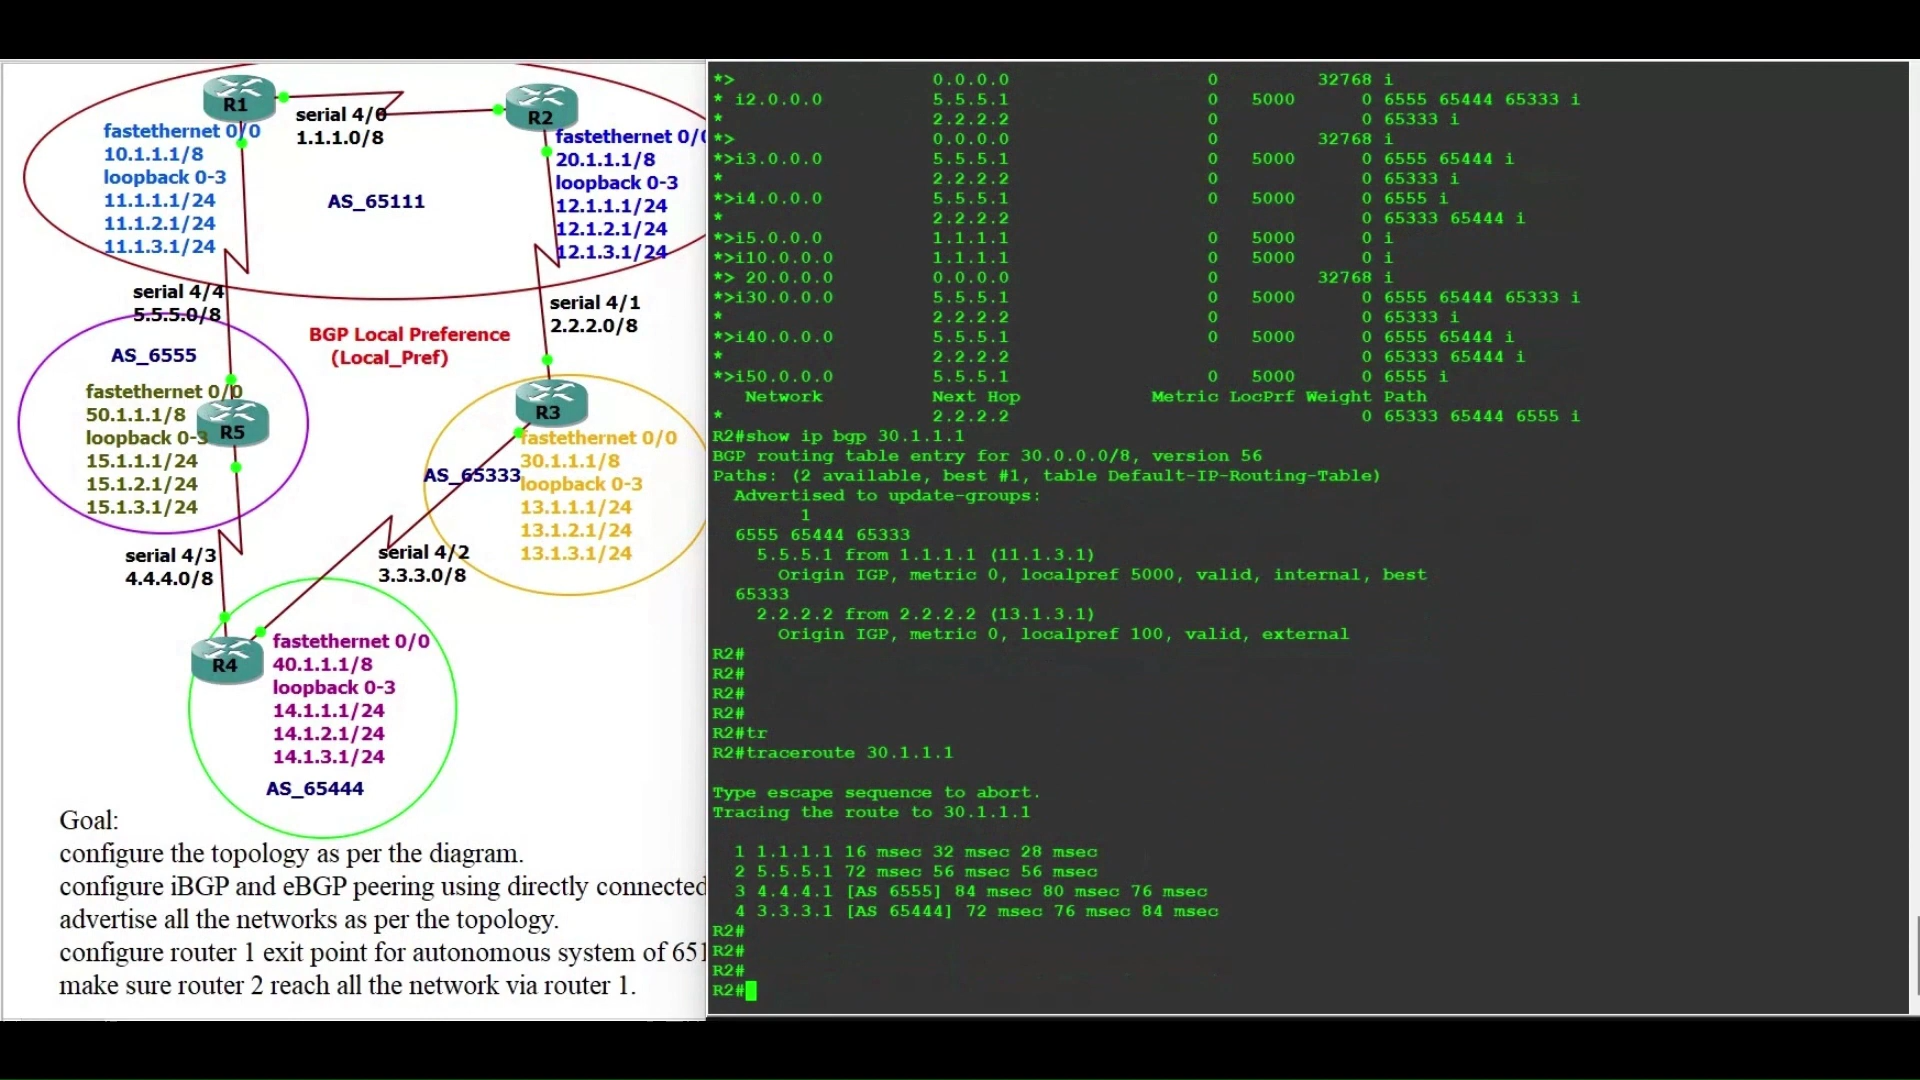 R1
serial 4/0
1.1.1.0/8
R2
fastethernet 0/0
10.1.1.1/8
loopback 0-3
11.1.1.1/24
11.1.2.1/24
11.1.3.1/24
fastethernet 0/
20.1.1.1/8
loopback 0-3
12.1.1.1/24
12.1.2.1/24
12.1.3.1/24
AS_65111
serial 4/4
5.5.5.0/8
serial 4/1
2.2.2.0/8
BGP Local Preference
(Local_Pref)
AS_6555
fastethernet 0/0
50.1.1.1/8
loopback 0-3
15.1.1.1/24
15.1.2.1/24
15.1.3.1/24
R5
R3
fastethernet 0/0
30.1.1.1/8
loopback 0-3
13.1.1.1/24
13.1.2.1/24
13.1.3.1/24
AS_65333
serial 4/3
4.4.4.0/8
serial 4/2
3.3.3.0/8
R4
fastethernet 0/0
40.1.1.1/8
loopback 0-3
14.1.1.1/24
14.1.2.1/24
14.1.3.1/24
AS_65444
Goal:
configure the topology as per the diagram.
configure iBGP and eBGP peering using directly connected
advertise all the networks as per the topology.
configure router 1 exit point for autonomous system of 651
make sure router 2 reach all the network via router 1.
*> 0.0.0.0 0 32768 i
* i2.0.0.0 5.5.5.1 0 5000 0 6555 65444 65333 i
* 2.2.2.2 0 0 65333 i
*> 0.0.0.0 0 32768 i
*>i3.0.0.0 5.5.5.1 0 5000 0 6555 65444 i
* 2.2.2.2 0 0 65333 i
*>i4.0.0.0 5.5.5.1 0 5000 0 6555 i
* 2.2.2.2 0 65333 65444 i
*>i5.0.0.0 1.1.1.1 0 5000 0 i
*>i10.0.0.0 1.1.1.1 0 5000 0 i
*> 20.0.0.0 0.0.0.0 0 32768 i
*>i30.0.0.0 5.5.5.1 0 5000 0 6555 65444 65333 i
* 2.2.2.2 0 0 65333 i
*>i40.0.0.0 5.5.5.1 0 5000 0 6555 65444 i
* 2.2.2.2 0 65333 65444 i
*>i50.0.0.0 5.5.5.1 0 5000 0 6555 i
Network Next Hop Metric LocPrf Weight Path
* 2.2.2.2 0 65333 65444 6555 i
R2#show ip bgp 30.1.1.1
BGP routing table entry for 30.0.0.0/8, version 56
Paths: (2 available, best #1, table Default-IP-Routing-Table)
Advertised to update-groups:
1
6555 65444 65333
5.5.5.1 from 1.1.1.1 (11.1.3.1)
Origin IGP, metric 0, localpref 5000, valid, internal, best
65333
2.2.2.2 from 2.2.2.2 (13.1.3.1)
Origin IGP, metric 0, localpref 100, valid, external
R2#
R2#
R2#
R2#
R2#tr
R2#traceroute 30.1.1.1
Type escape sequence to abort.
Tracing the route to 30.1.1.1
1 1.1.1.1 16 msec 32 msec 28 msec
2 5.5.5.1 72 msec 56 msec 56 msec
3 4.4.4.1 [AS 6555] 84 msec 80 msec 76 msec
4 3.3.3.1 [AS 65444] 72 msec 76 msec 84 msec
R2#
R2#
R2#
R2#